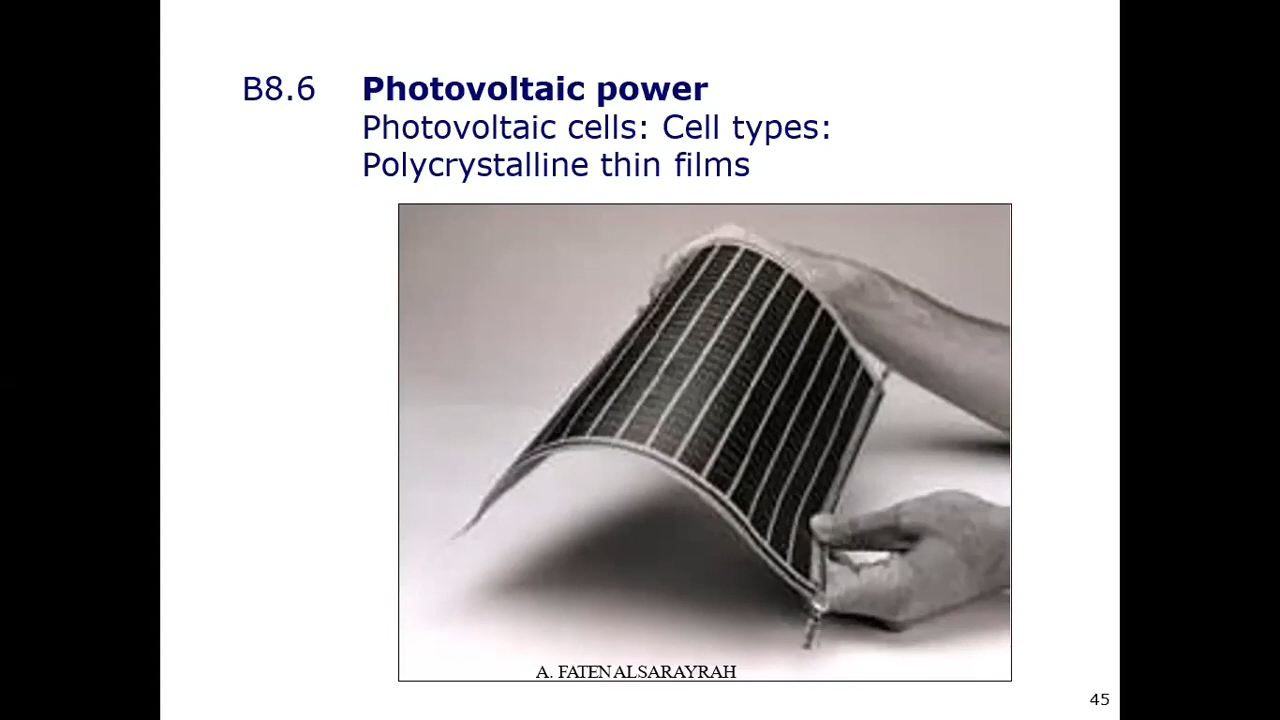 B8.6 Photovoltaic power
Photovoltaic cells: Cell types:
Polycrystalline thin films
A. FATEN ALSARAYRAH
45